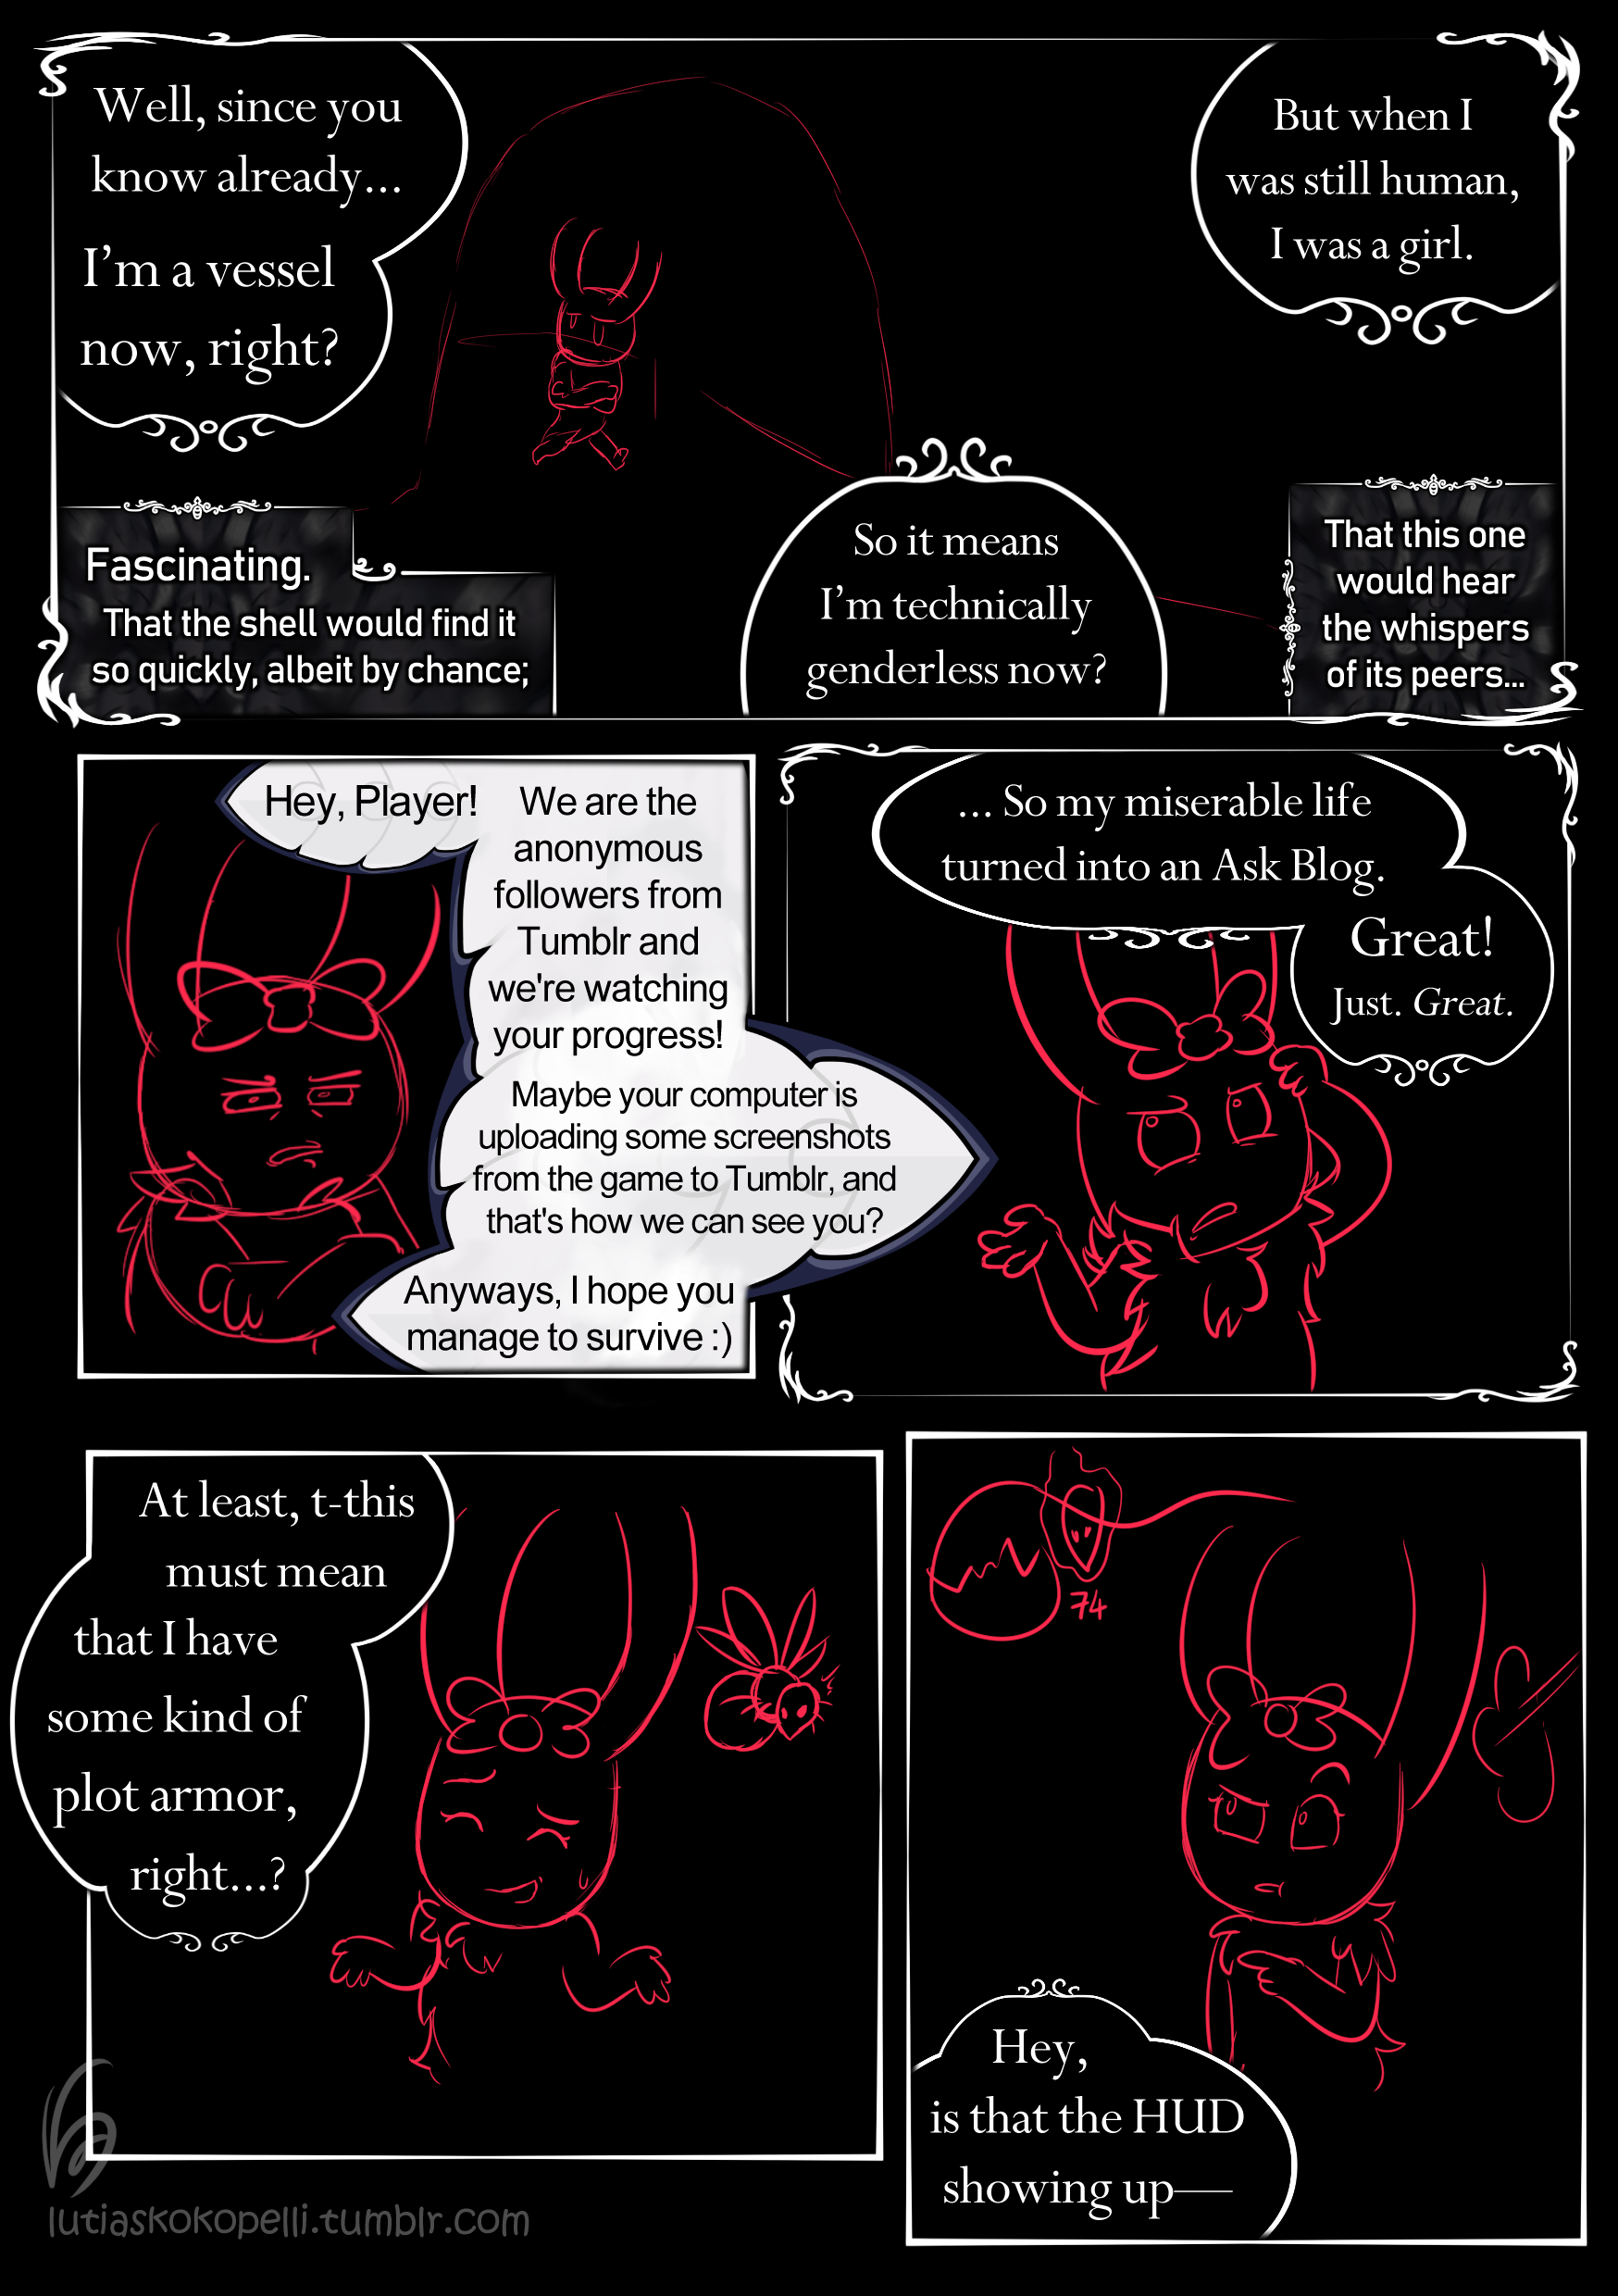 Well, since you
know already...
I'm a vessel
now, right?
But when I
was still human,
I was a girl.
So it means
I'm technically
genderless now?
Fascinating.
That the shell would find it
so quickly, albeit by chance;
That this one
would hear
the whispers
of its peers...
Hey, Player!
We are the
anonymous
followers from
Tumblr and
we're watching
your progress!
Maybe your computer is
uploading some screenshots
from the game to Tumblr, and
that's how we can see you?
Anyways, I hope you
manage to survive :)
... So my miserable life
turned into an Ask Blog.
Great!
Just. Great.
At least, t-this
must mean
that I have
some kind of
plot armor,
right...?
74
Hey,
is that the HUD
showing up—
lutiaskokopelli.tumblr.com